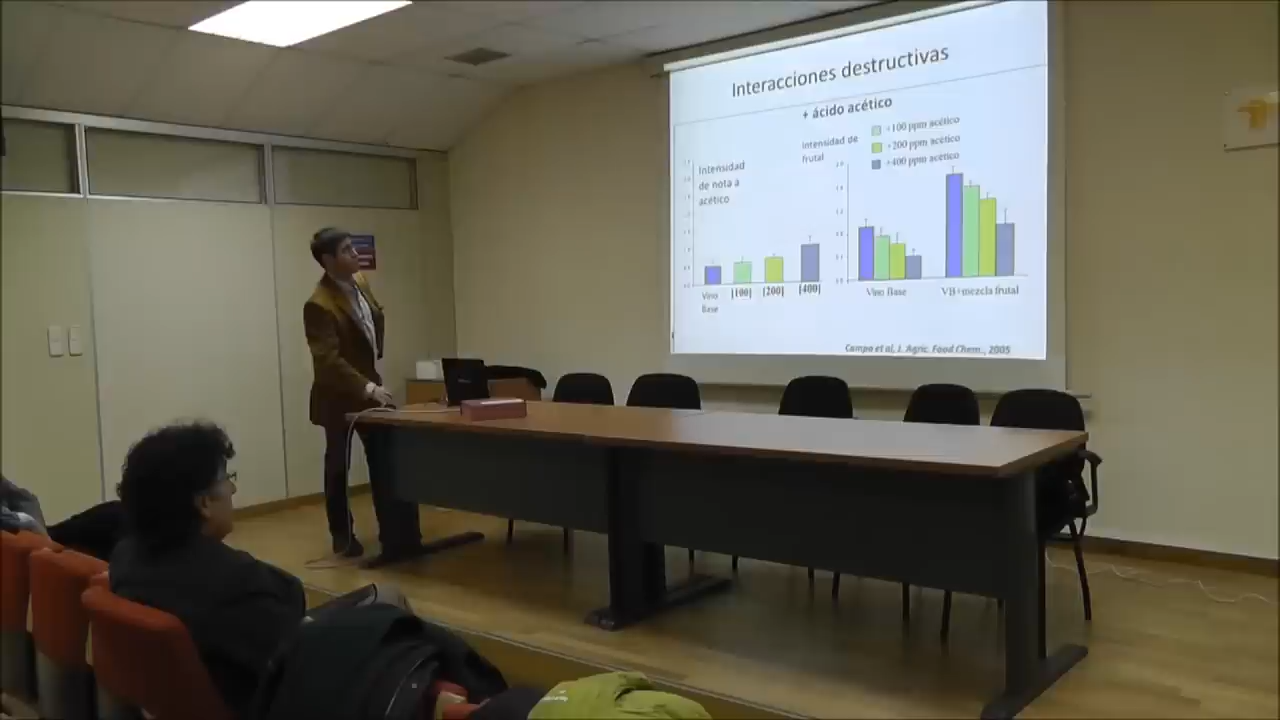 Interacciones destructivas
+ ácido acético
Intensidad
de nota a
acético
Vino
Base
[100]
[200]
[400]
Intensidad de
frutal
+100 ppm acético
+200 ppm acético
+400 ppm acético
Vino Base
VB+mezcla frutal
Campo et al, J. Agric. Food Chem., 2005